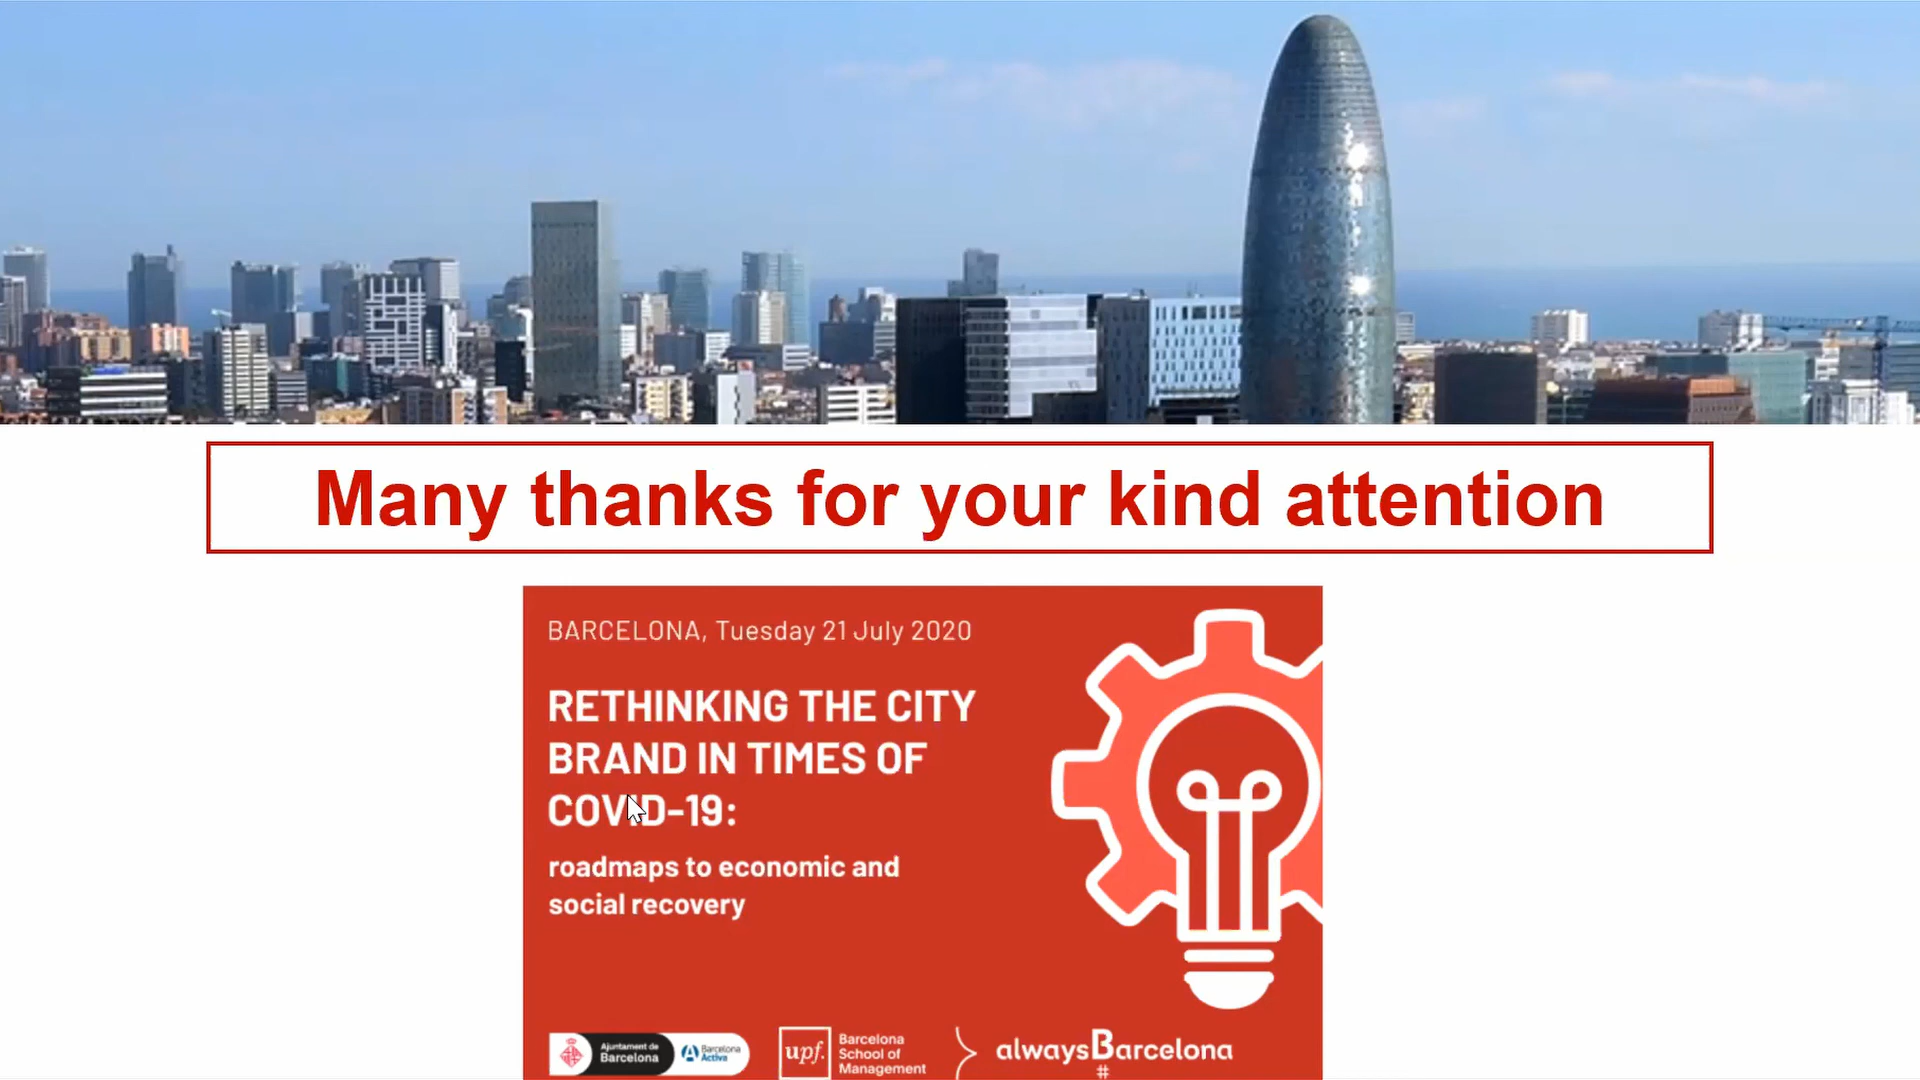 Many thanks for your kind attention
BARCELONA, Tuesday 21 July 2020
RETHINKING THE CITY
BRAND IN TIMES OF
COVID-19:
roadmaps to economic and
social recovery
Ajuntament de
Barcelona
Barcelona
Activa
upf.
Barcelona
School of
Management
alwaysBarcelona
#